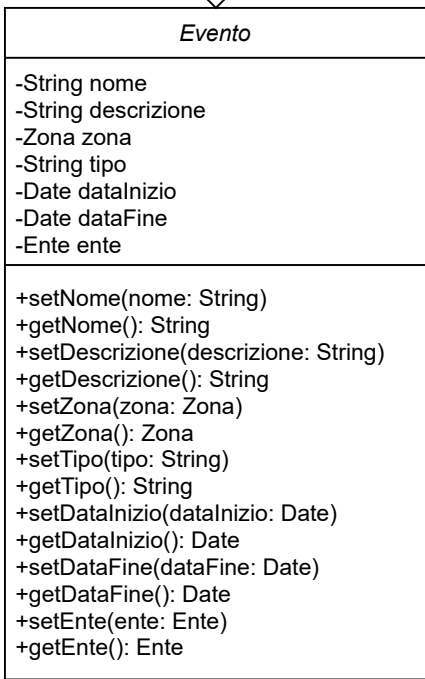 Evento
-String nome
-String descrizione
-Zona zona
-String tipo
-Date dataInizio
-Date dataFine
-Ente ente
+setNome(nome: String)
+getNome(): String
+setDescrizione(descrizione: String)
+getDescrizione(): String
+setZona(zona: Zona)
+getZona(): Zona
+setTipo(tipo: String)
+getTipo(): String
+setDataInizio(dataInizio: Date)
+getDataInizio(): Date
+setDataFine(dataFine: Date)
+getDataFine(): Date
+setEnte(ente: Ente)
+getEnte(): Ente